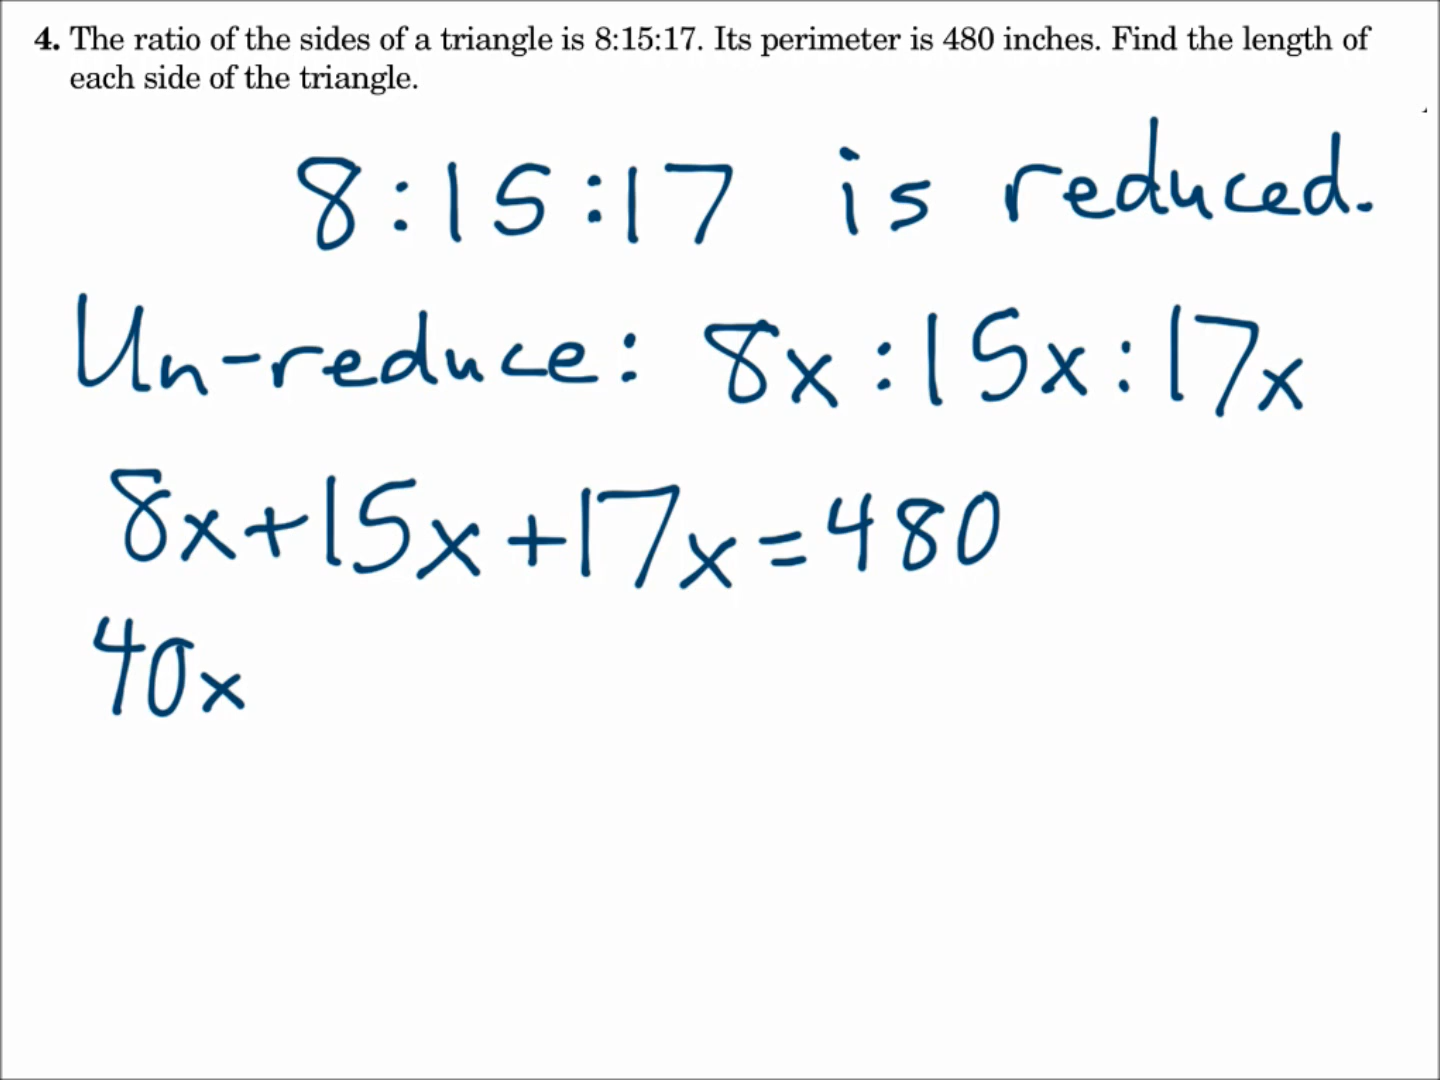 4. The ratio of the sides of a triangle is 8:15:17. Its perimeter is 480 inches. Find the length of
each side of the triangle.
8:15:17 is reduced.
Un-reduce: 8x:15x:17x
8x+15x+17x=480
40x